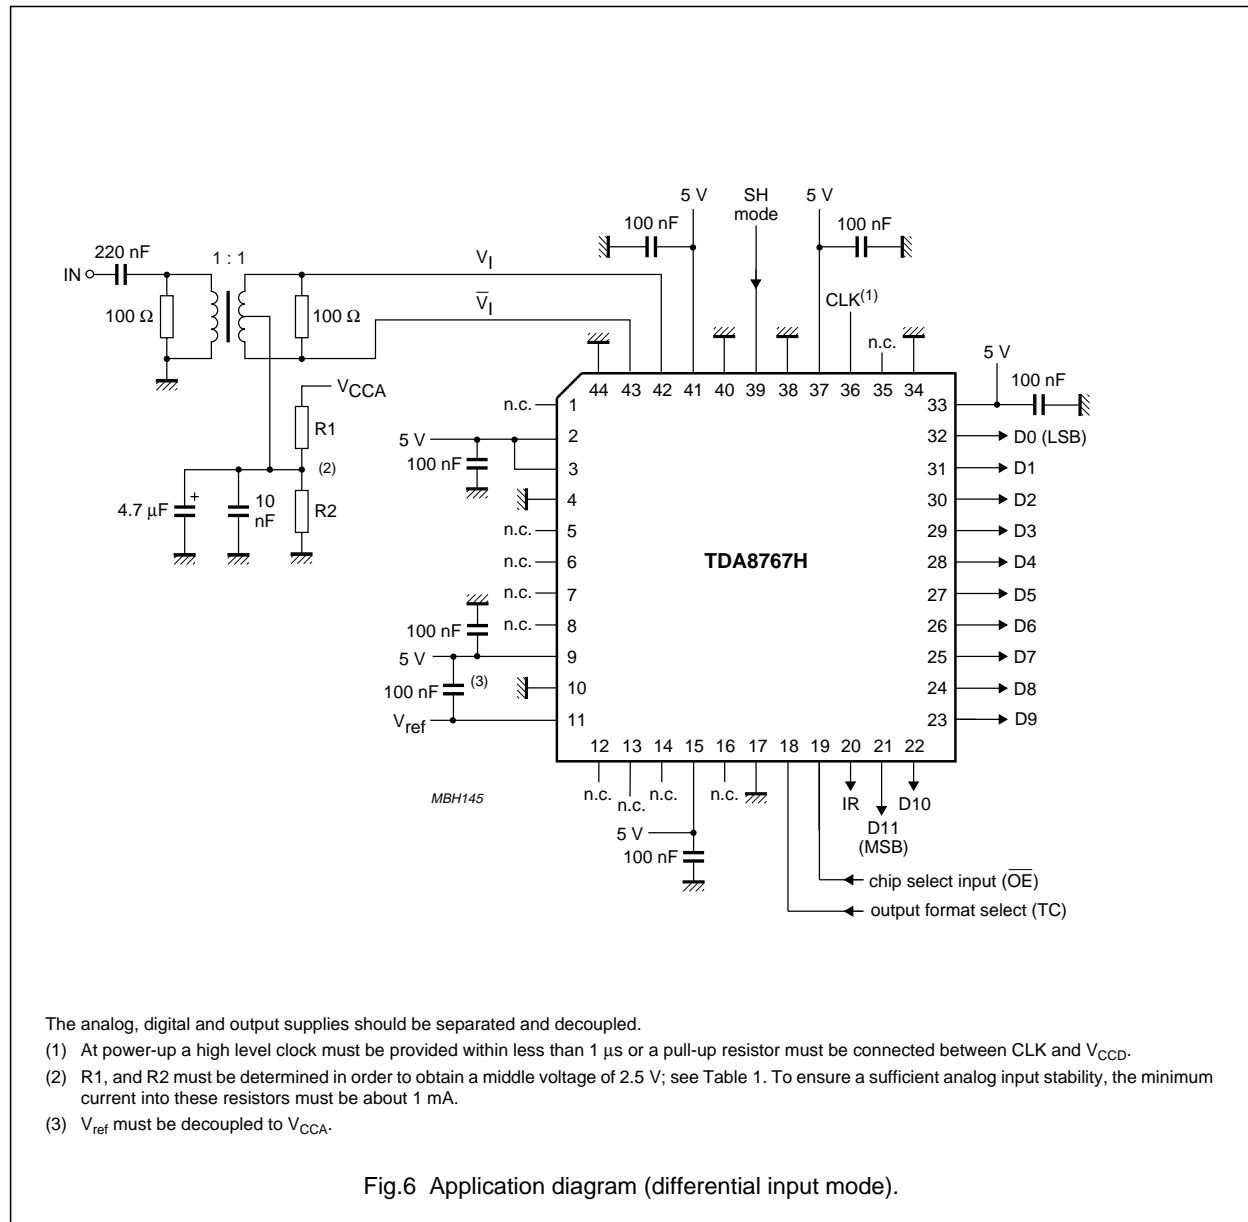 5 V
SH
mode
5 V
100 nF
100 nF
220 nF
1 : 1
IN
V_I
V̅_I
100 Ω
100 Ω
CLK(1)
n.c.
5 V
100 nF
V_CCA
R1
(2)
R2
4.7 μF
+
10
nF
44
43
42
41
40
39
38
37
36
35
34
n.c.
1
5 V
2
100 nF
3
4
n.c.
5
n.c.
6
n.c.
7
n.c.
8
100 nF
5 V
9
100 nF
(3)
10
V_ref
11
TDA8767H
33
32
D0 (LSB)
31
D1
30
D2
29
D3
28
D4
27
D5
26
D6
25
D7
24
D8
23
D9
12
13
14
15
16
17
18
19
20
21
22
n.c.
n.c.
n.c.
n.c.
IR
D11
(MSB)
D10
MBH145
5 V
100 nF
chip select input (O̅E̅)
output format select (TC)
The analog, digital and output supplies should be separated and decoupled.
(1) At power-up a high level clock must be provided within less than 1 μs or a pull-up resistor must be connected between CLK and V_CCD.
(2) R1, and R2 must be determined in order to obtain a middle voltage of 2.5 V; see Table 1. To ensure a sufficient analog input stability, the minimum
current into these resistors must be about 1 mA.
(3) V_ref must be decoupled to V_CCA.
Fig.6 Application diagram (differential input mode).